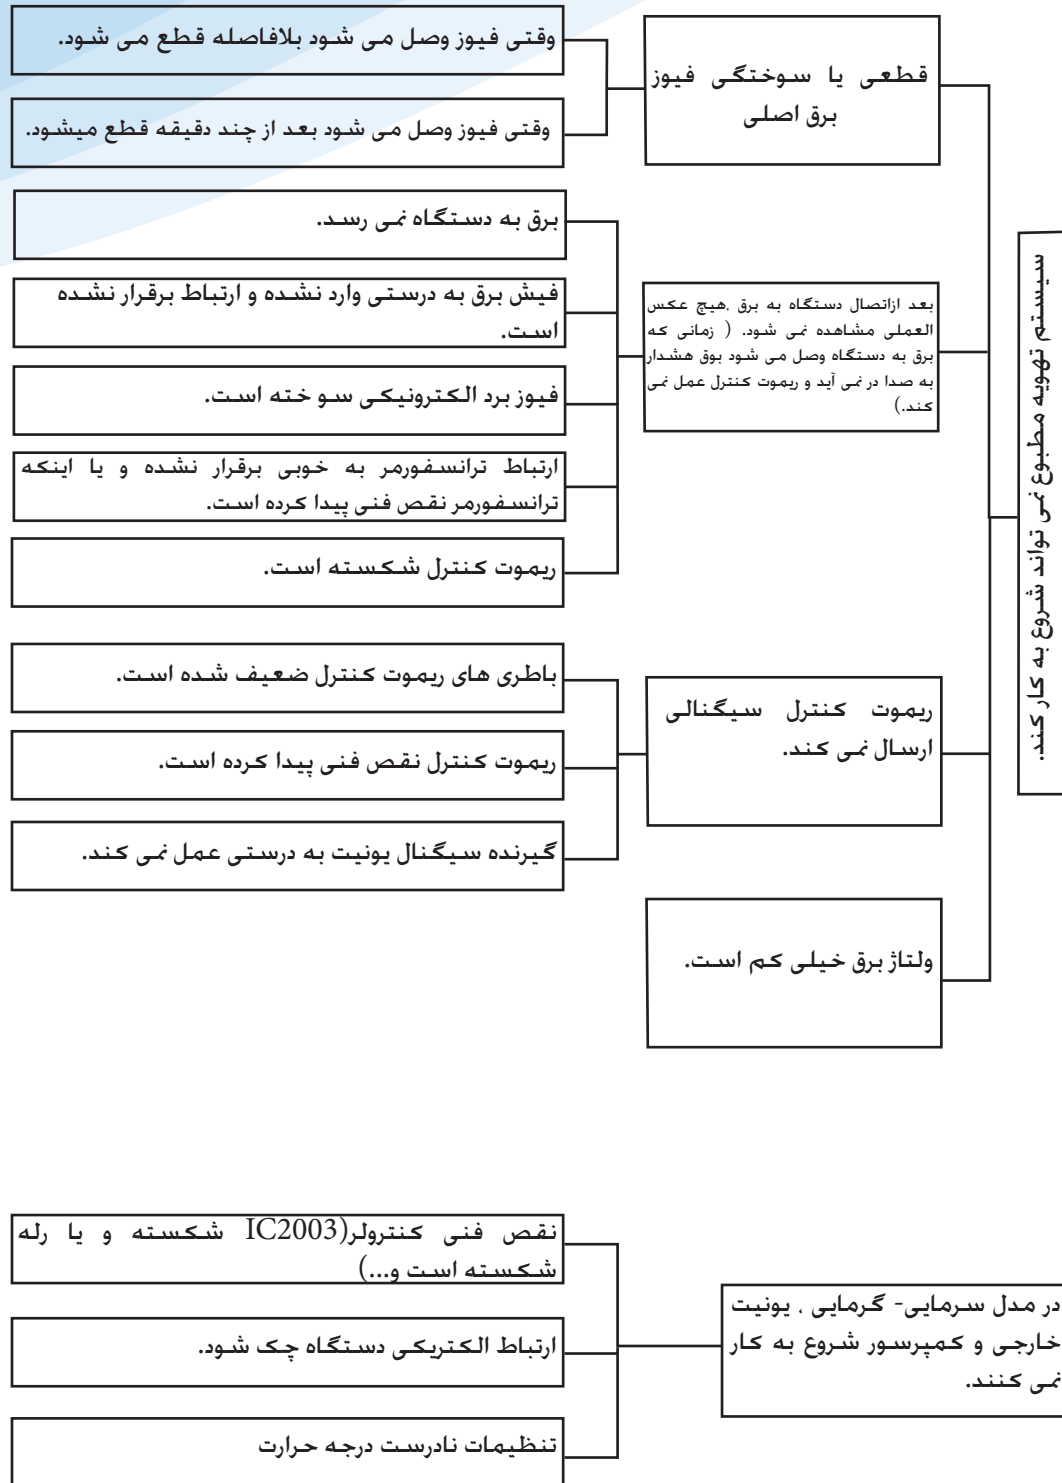 سیستم تهویه مطبوع نمی تواند شروع به کار کند.
قطعی یا سوختگی فیوز
برق اصلی
وقتی فیوز وصل می شود بلافاصله قطع می شود.
وقتی فیوز وصل می شود بعد از چند دقیقه قطع میشود.
بعد ازاتصال دستگاه به برق ,هیچ عکس
العملی مشاهده نمی شود. ( زمانی که
برق به دستگاه وصل می شود بوق هشدار
به صدا در نمی آید و ریموت کنترل عمل نمی
کند.)
برق به دستگاه نمی رسد.
فیش برق به درستی وارد نشده و ارتباط برقرار نشده
است.
فیوز برد الکترونیکی سو خته است.
ارتباط ترانسفورمر به خوبی برقرار نشده و یا اینکه
ترانسفورمر نقص فنی پیدا کرده است.
ریموت کنترل شکسته است.
ریموت کنترل سیگنالی
ارسال نمی کند.
باطری های ریموت کنترل ضعیف شده است.
ریموت کنترل نقص فنی پیدا کرده است.
گیرنده سیگنال یونیت به درستی عمل نمی کند.
ولتاژ برق خیلی کم است.
در مدل سرمایی- گرمایی , یونیت
خارجی و کمپرسور شروع به کار
نمی کنند.
نقص فنی کنترولر(IC2003 شکسته و یا رله
شکسته است و...)
ارتباط الکتریکی دستگاه چک شود.
تنظیمات نادرست درجه حرارت